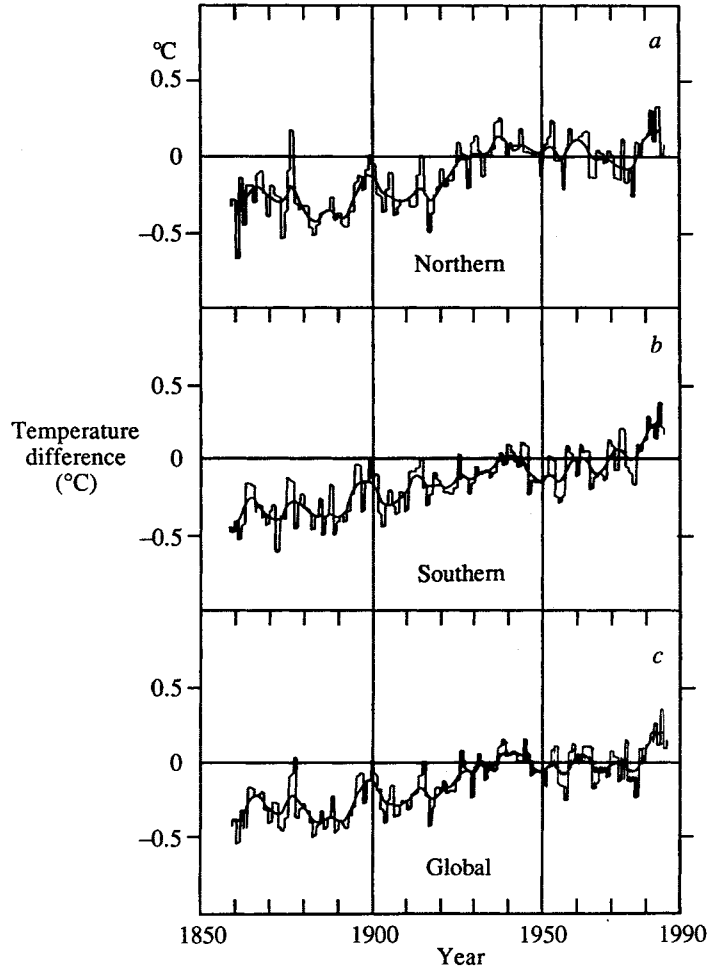 °C
a
0.5
0
−0.5
Northern
b
0.5
Temperature
difference
(°C)
0
−0.5
Southern
c
0.5
0
−0.5
Global
1850
1900
1950
1990
Year